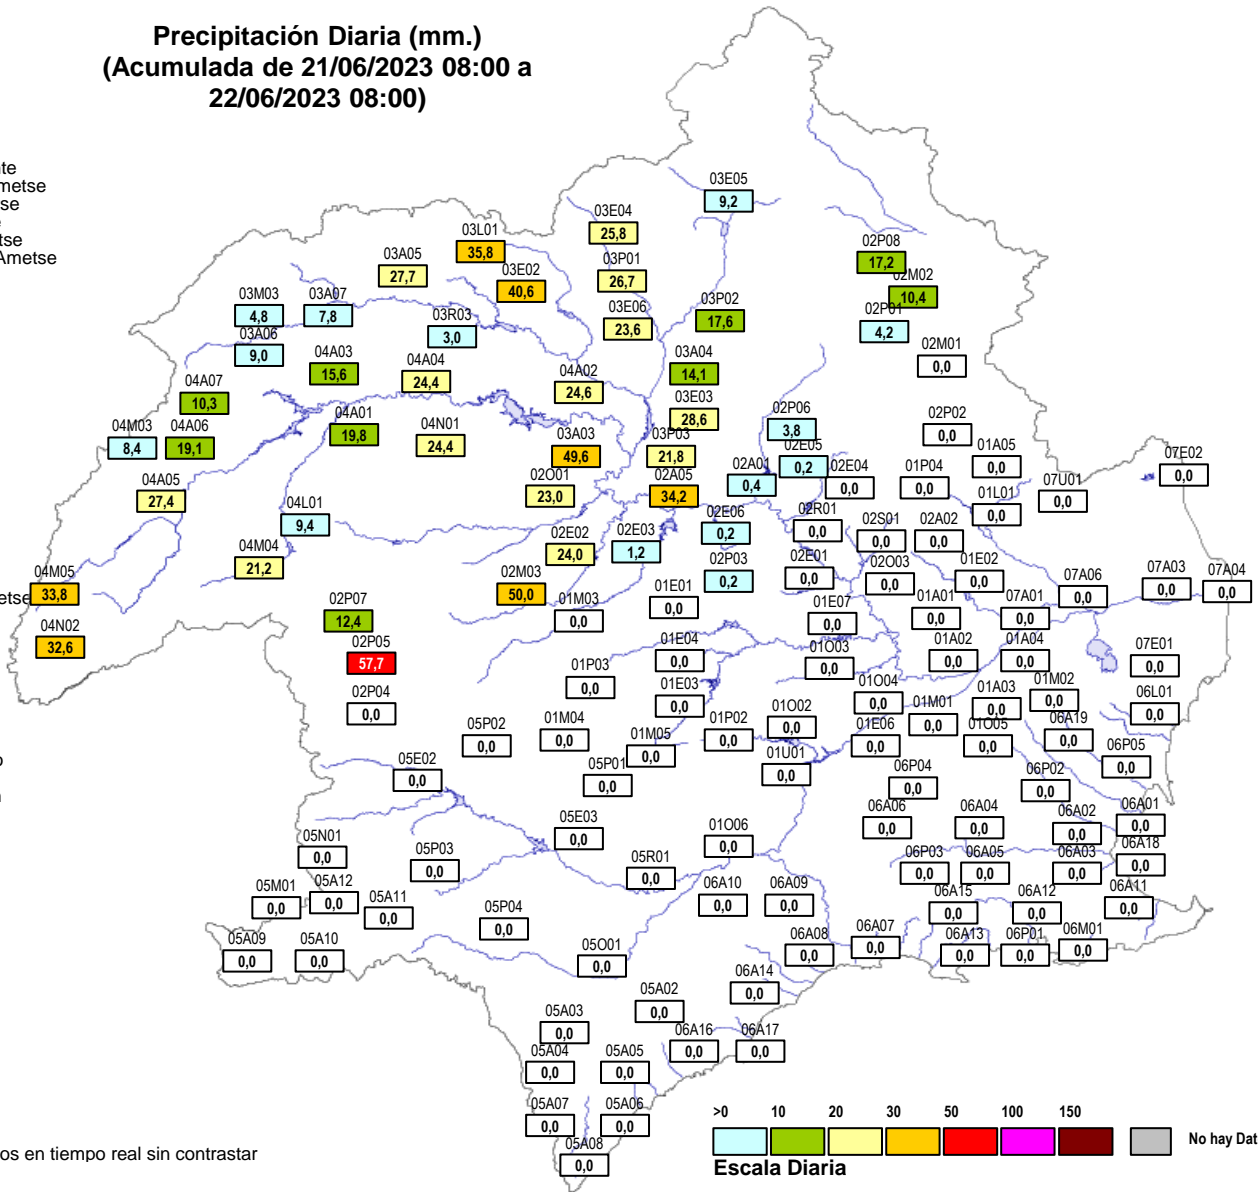 Precipitación Diaria (mm.)
(Acumulada de 21/06/2023 08:00 a
22/06/2023 08:00)
03E05
9,2
03E04
25,8
03L01
35,8
03A05
27,7
03P01
26,7
03E02
40,6
02P08
17,2
02M02
10,4
03M03
4,8
03A07
7,8
03E06
23,6
03P02
17,6
02P01
4,2
03R03
3,0
03A06
9,0
02M01
0,0
04A03
15,6
04A04
24,4
03A04
14,1
04A02
24,6
04A07
10,3
03E03
28,6
04A01
19,8
02P06
3,8
02P02
0,0
04M03
8,4
04A06
19,1
04N01
24,4
03A03
49,6
03P03
21,8
02E05
0,2
01A05
0,0
07E02
0,0
02A01
0,4
02E04
0,0
01P04
0,0
07U01
0,0
04A05
27,4
02O01
23,0
02A05
34,2
01L01
0,0
04L01
9,4
02E06
0,2
02R01
0,0
02S01
0,0
02A02
0,0
02E02
24,0
02E03
1,2
04M04
21,2
02P03
0,2
02E01
0,0
02O03
0,0
01E02
0,0
04M05
33,8
02M03
50,0
07A06
0,0
07A03
0,0
07A04
0,0
01E01
0,0
01M03
0,0
02P07
12,4
01E07
0,0
01A01
0,0
07A01
0,0
04N02
32,6
02P05
57,7
01E04
0,0
01O03
0,0
01A02
0,0
01A04
0,0
07E01
0,0
01P03
0,0
01E03
0,0
01O04
0,0
01A03
0,0
01M02
0,0
06L01
0,0
02P04
0,0
01O02
0,0
01M01
0,0
05P02
0,0
01M04
0,0
01M05
0,0
01P02
0,0
01E06
0,0
01O05
0,0
06A19
0,0
06P05
0,0
05E02
0,0
05P01
0,0
01U01
0,0
06P04
0,0
06P02
0,0
05E03
0,0
01O06
0,0
06A06
0,0
06A04
0,0
06A02
0,0
06A01
0,0
05N01
0,0
05P03
0,0
05R01
0,0
06P03
0,0
06A05
0,0
06A03
0,0
06A18
0,0
05M01
0,0
05A12
0,0
05A11
0,0
06A10
0,0
06A09
0,0
06A15
0,0
06A12
0,0
06A11
0,0
05P04
0,0
05A09
0,0
05A10
0,0
05O01
0,0
06A08
0,0
06A07
0,0
06A13
0,0
06P01
0,0
06M01
0,0
06A14
0,0
05A02
0,0
05A03
0,0
06A16
0,0
06A17
0,0
05A04
0,0
05A05
0,0
05A07
0,0
05A06
0,0
05A08
0,0
>0 10 20 30 50 100 150
No hay Dat
Escala Diaria
os en tiempo real sin contrastar
te
metse
se
tse
Ametse
etse